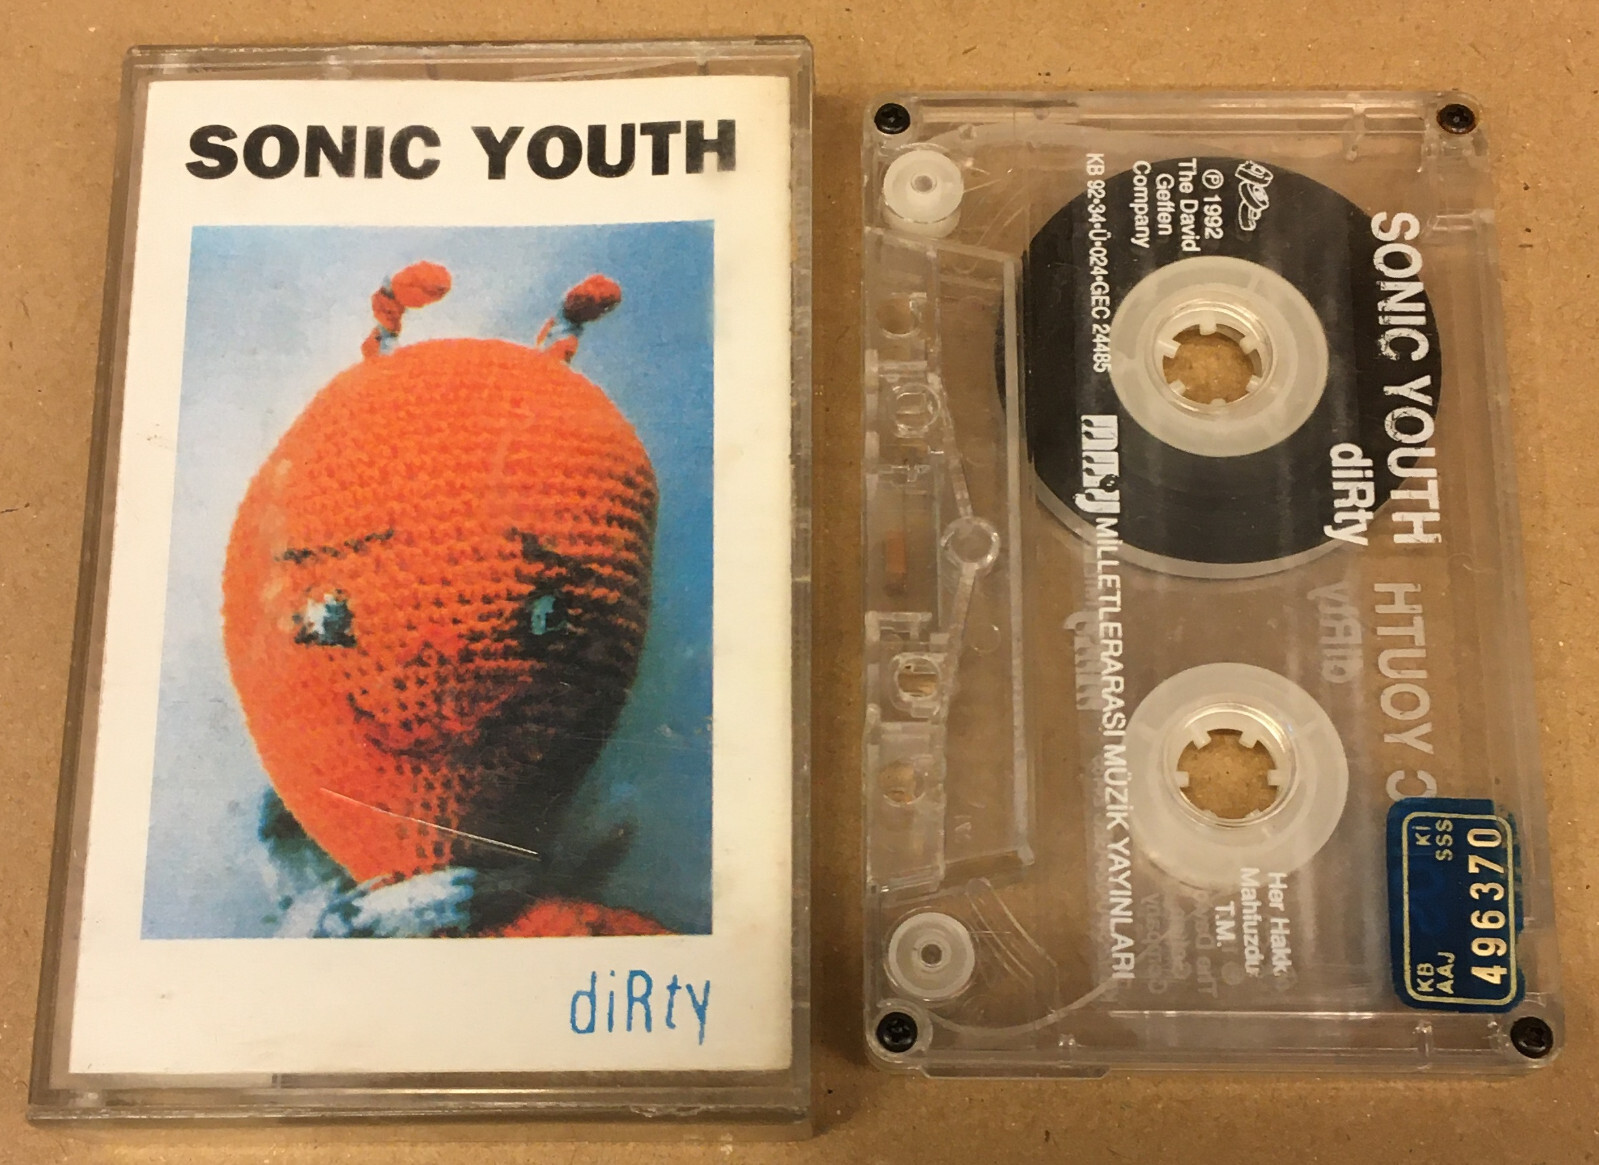 SONIC YOUTH
diRty
SONIC YOUTH
diRty
℗ 1992
The David
Geffen
Company
KB 92•34•Ü•024•GEC 24485
MİLLETLERARASI MÜZİK YAYINLARI
Her Hakkı
Mahfuzdur
T.M.
KB Kİ
AAJ SSS
496370